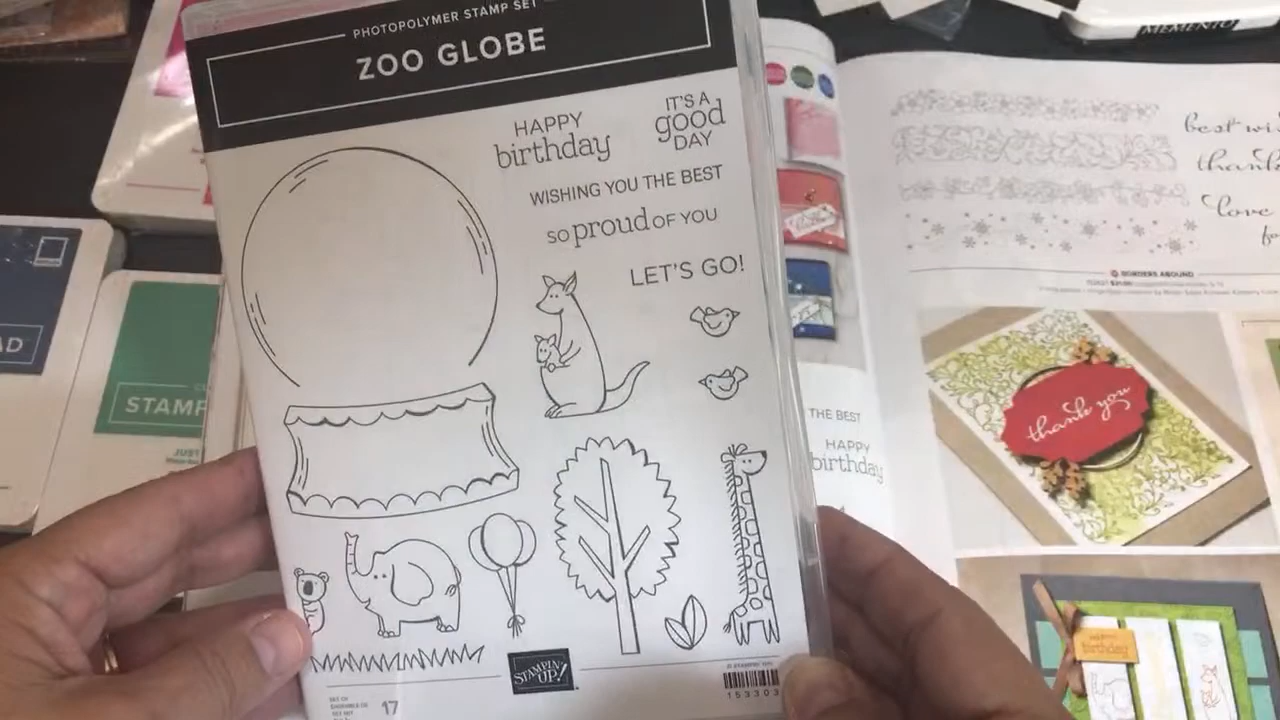 PHOTOPOLYMER STAMP SET
ZOO GLOBE
HAPPY
birthday
IT'S A
good
DAY
WISHING YOU THE BEST
SO proud OF YOU
LET'S GO!
STAMPIN' UP!
17
153303
MEMENTO
best wi
thank
love
BORDERS AROUND
thank you
THE BEST
HAPPY
birthday
birthday
AD
STAMP
JUST